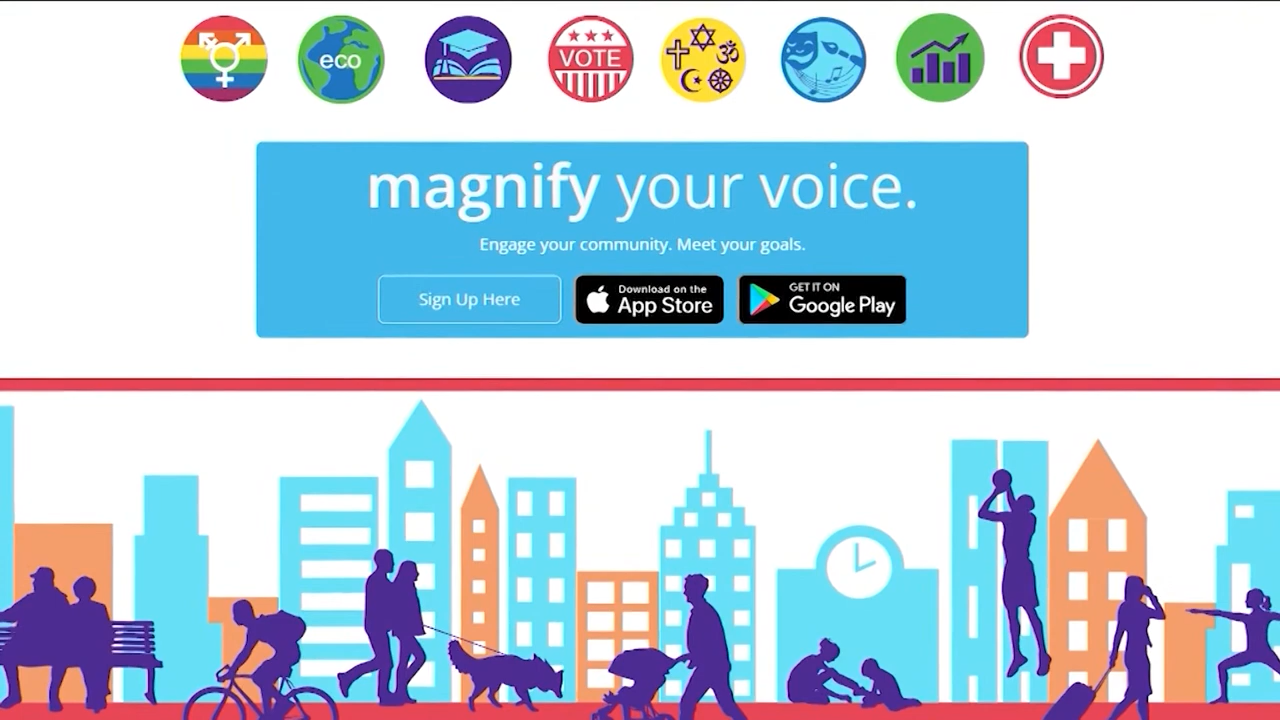 eco
VOTE
magnify your voice.
Engage your community. Meet your goals.
Sign Up Here
Download on the
App Store
GET IT ON
Google Play